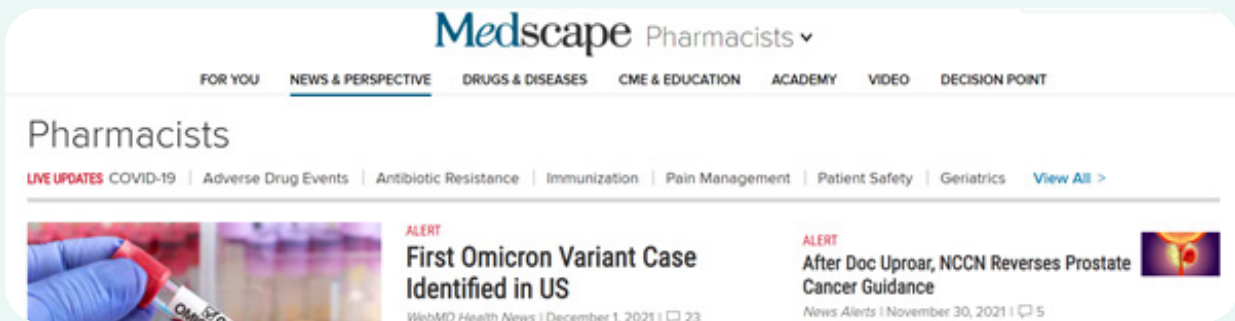 Medscape Pharmacists
FOR YOU NEWS & PERSPECTIVE DRUGS & DISEASES CME & EDUCATION ACADEMY VIDEO DECISION POINT
Pharmacists
LIVE UPDATES COVID-19 | Adverse Drug Events | Antibiotic Resistance | Immunization | Pain Management | Patient Safety | Geriatrics View All >
ALERT
First Omicron Variant Case
Identified in US
WebMD Health News | December 1, 2021 | 23
ALERT
After Doc Uproar, NCCN Reverses Prostate
Cancer Guidance
News Alerts | November 30, 2021 | 5